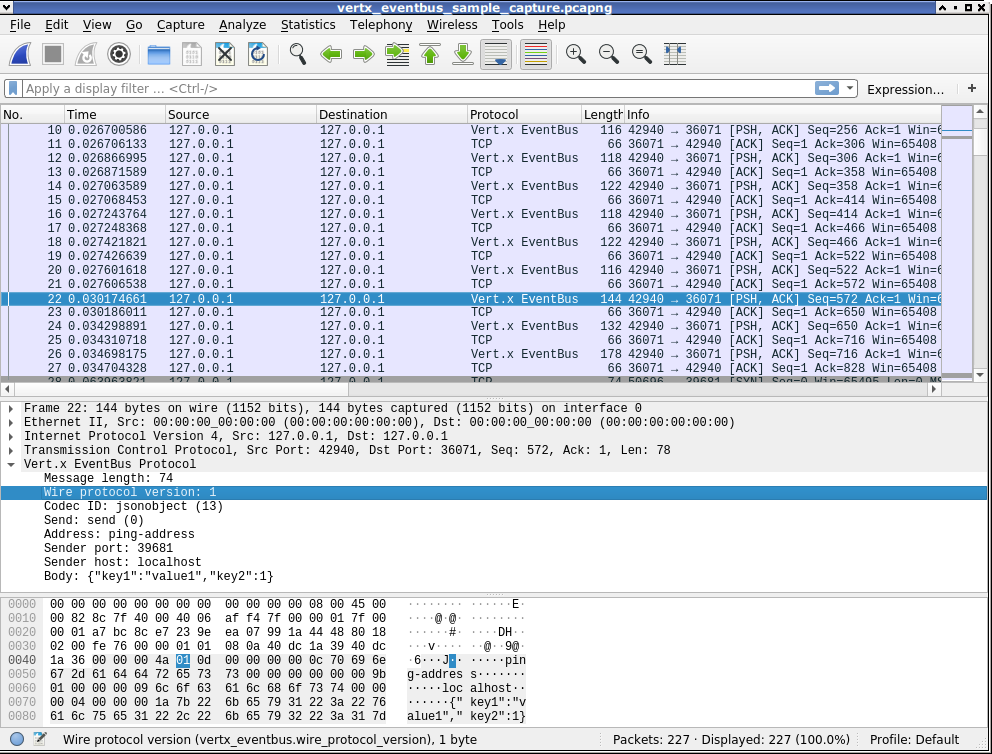 vertx_eventbus_sample_capture.pcapng
File Edit View Go Capture Analyze Statistics Telephony Wireless Tools Help
Apply a display filter ... <Ctrl-/> Expression... +
No. Time Source Destination Protocol Length Info
10 0.026700586 127.0.0.1 127.0.0.1 Vert.x EventBus 116 42940 → 36071 [PSH, ACK] Seq=256 Ack=1 Win=6
11 0.026706133 127.0.0.1 127.0.0.1 TCP 66 36071 → 42940 [ACK] Seq=1 Ack=306 Win=65408
12 0.026866995 127.0.0.1 127.0.0.1 Vert.x EventBus 118 42940 → 36071 [PSH, ACK] Seq=306 Ack=1 Win=6
13 0.026871589 127.0.0.1 127.0.0.1 TCP 66 36071 → 42940 [ACK] Seq=1 Ack=358 Win=65408
14 0.027063589 127.0.0.1 127.0.0.1 Vert.x EventBus 122 42940 → 36071 [PSH, ACK] Seq=358 Ack=1 Win=6
15 0.027068453 127.0.0.1 127.0.0.1 TCP 66 36071 → 42940 [ACK] Seq=1 Ack=414 Win=65408
16 0.027243764 127.0.0.1 127.0.0.1 Vert.x EventBus 118 42940 → 36071 [PSH, ACK] Seq=414 Ack=1 Win=6
17 0.027248368 127.0.0.1 127.0.0.1 TCP 66 36071 → 42940 [ACK] Seq=1 Ack=466 Win=65408
18 0.027421821 127.0.0.1 127.0.0.1 Vert.x EventBus 122 42940 → 36071 [PSH, ACK] Seq=466 Ack=1 Win=6
19 0.027426639 127.0.0.1 127.0.0.1 TCP 66 36071 → 42940 [ACK] Seq=1 Ack=522 Win=65408
20 0.027601618 127.0.0.1 127.0.0.1 Vert.x EventBus 116 42940 → 36071 [PSH, ACK] Seq=522 Ack=1 Win=6
21 0.027606538 127.0.0.1 127.0.0.1 TCP 66 36071 → 42940 [ACK] Seq=1 Ack=572 Win=65408
22 0.030174661 127.0.0.1 127.0.0.1 Vert.x EventBus 144 42940 → 36071 [PSH, ACK] Seq=572 Ack=1 Win=6
23 0.030186011 127.0.0.1 127.0.0.1 TCP 66 36071 → 42940 [ACK] Seq=1 Ack=650 Win=65408
24 0.034298891 127.0.0.1 127.0.0.1 Vert.x EventBus 132 42940 → 36071 [PSH, ACK] Seq=650 Ack=1 Win=6
25 0.034310718 127.0.0.1 127.0.0.1 TCP 66 36071 → 42940 [ACK] Seq=1 Ack=716 Win=65408
26 0.034698175 127.0.0.1 127.0.0.1 Vert.x EventBus 178 42940 → 36071 [PSH, ACK] Seq=716 Ack=1 Win=6
27 0.034704328 127.0.0.1 127.0.0.1 TCP 66 36071 → 42940 [ACK] Seq=1 Ack=828 Win=65408
28 0.063963821 127.0.0.1 127.0.0.1 TCP 74 50696 → 39681 [SYN] Seq=0 Win=65495 Len=0 MS
Frame 22: 144 bytes on wire (1152 bits), 144 bytes captured (1152 bits) on interface 0
Ethernet II, Src: 00:00:00_00:00:00 (00:00:00:00:00:00), Dst: 00:00:00_00:00:00 (00:00:00:00:00:00)
Internet Protocol Version 4, Src: 127.0.0.1, Dst: 127.0.0.1
Transmission Control Protocol, Src Port: 42940, Dst Port: 36071, Seq: 572, Ack: 1, Len: 78
Vert.x EventBus Protocol
Message length: 74
Wire protocol version: 1
Codec ID: jsonobject (13)
Send: send (0)
Address: ping-address
Sender port: 39681
Sender host: localhost
Body: {"key1":"value1","key2":1}
0000 00 00 00 00 00 00 00 00 00 00 00 00 08 00 45 00 ········ ······E·
0010 00 82 8c 7f 40 00 40 06 af f4 7f 00 00 01 7f 00 ····@·@· ········
0020 00 01 a7 bc 8c e7 23 9e ea 07 99 1a 44 48 80 18 ······#· ····DH··
0030 02 00 fe 76 00 00 01 01 08 0a 40 dc 1a 39 40 dc ···v···· ··@··9@·
0040 1a 36 00 00 00 4a 01 0d 00 00 00 00 0c 70 69 6e ·6···J·· ·····pin
0050 67 2d 61 64 64 72 65 73 73 00 00 00 00 00 00 9b g-addres s·······
0060 01 00 00 00 09 6c 6f 63 61 6c 68 6f 73 74 00 00 ·····loc alhost··
0070 00 04 00 00 00 1a 7b 22 6b 65 79 31 22 3a 22 76 ······{" key1":"v
0080 61 6c 75 65 31 22 2c 22 6b 65 79 32 22 3a 31 7d alue1"," key2":1}
Wire protocol version (vertx_eventbus.wire_protocol_version), 1 byte Packets: 227 · Displayed: 227 (100.0%) Profile: Default